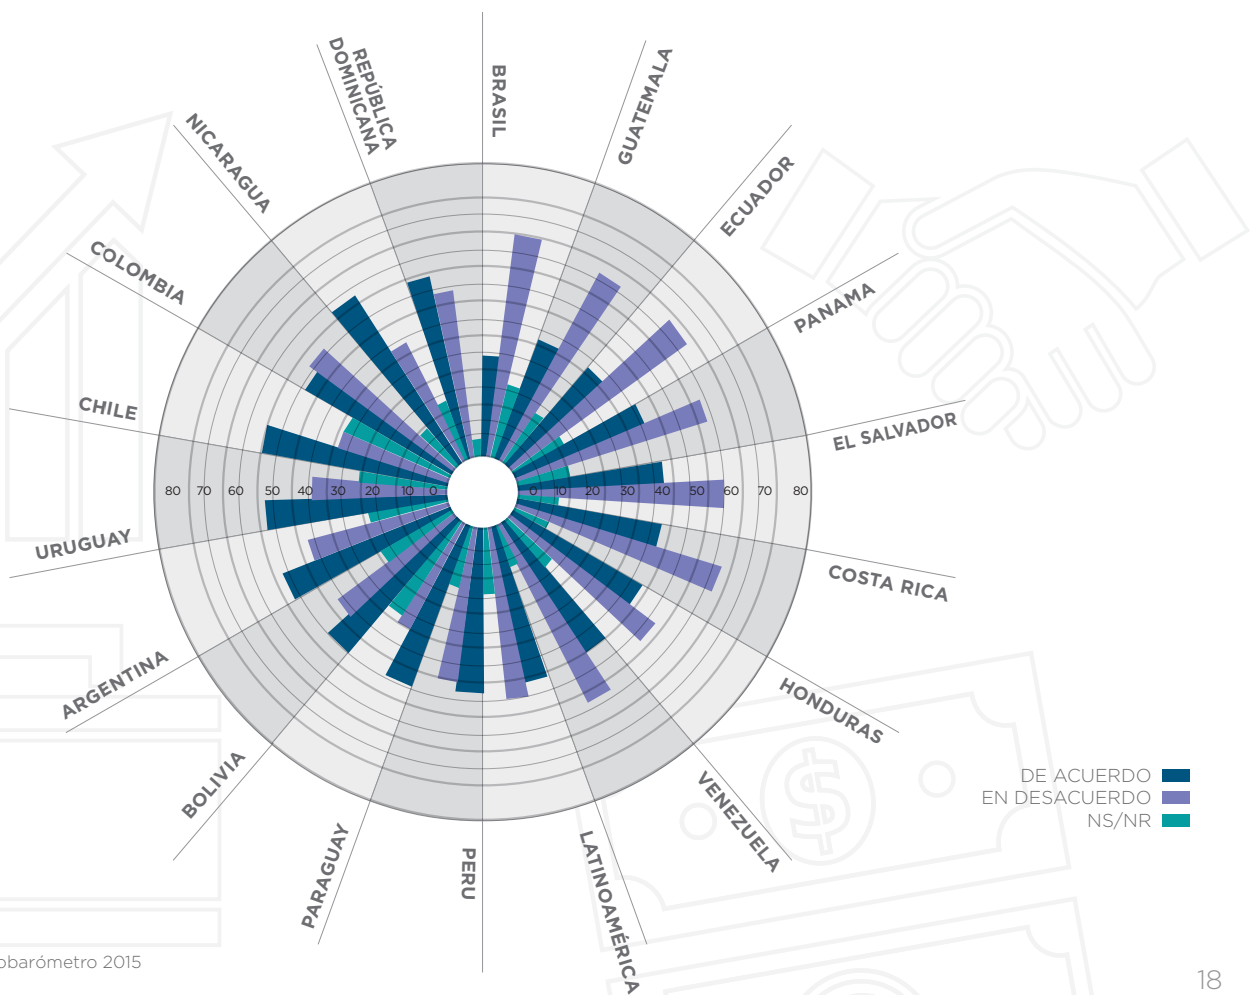 BRASIL
GUATEMALA
ECUADOR
PANAMA
EL SALVADOR
COSTA RICA
HONDURAS
VENEZUELA
LATINOAMÉRICA
PERU
PARAGUAY
BOLIVIA
ARGENTINA
URUGUAY
CHILE
COLOMBIA
NICARAGUA
REPÚBLICA
DOMINICANA
80 70 60 50 40 30 20 10 0 0 10 20 30 40 50 60 70 80
DE ACUERDO
EN DESACUERDO
NS/NR
obarómetro 2015
18
$